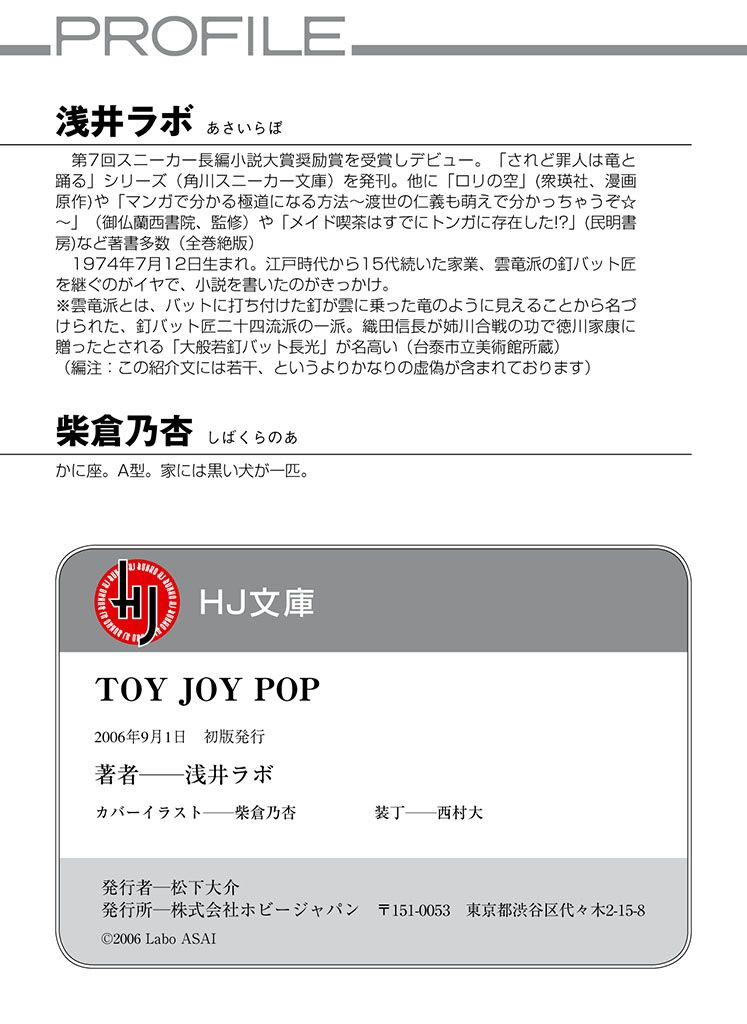 PROFILE
浅井ラボ あさいらぼ
　第7回スニーカー長編小説大賞奨励賞を受賞しデビュー。「されど罪人は竜と
踊る」シリーズ（角川スニーカー文庫）を発刊。他に「ロリの空」(衆瑛社、漫画
原作)や「マンガで分かる極道になる方法～渡世の仁義も萌えで分かっちゃうぞ☆
～」（御仏蘭西書院、監修）や「メイド喫茶はすでにトンガに存在した!?」(民明書
房)など著書多数（全巻絶版）
　1974年7月12日生まれ。江戸時代から15代続いた家業、雲竜派の釘バット匠
を継ぐのがイヤで、小説を書いたのがきっかけ。
※雲竜派とは、バットに打ち付けた釘が雲に乗った竜のように見えることから名づ
けられた、釘バット匠二十四流派の一派。織田信長が姉川合戦の功で徳川家康に
贈ったとされる「大般若釘バット長光」が名高い（台泰市立美術館所蔵）
（編注：この紹介文には若干、というよりかなりの虚偽が含まれております）
柴倉乃杏 しばくらのあ
かに座。A型。家には黒い犬が一匹。
HJ HJ文庫
TOY JOY POP
2006年9月1日　初版発行
著者――浅井ラボ
カバーイラスト――柴倉乃杏　装丁――西村大
発行者―松下大介
発行所―株式会社ホビージャパン　〒151-0053　東京都渋谷区代々木2-15-8
©2006 Labo ASAI